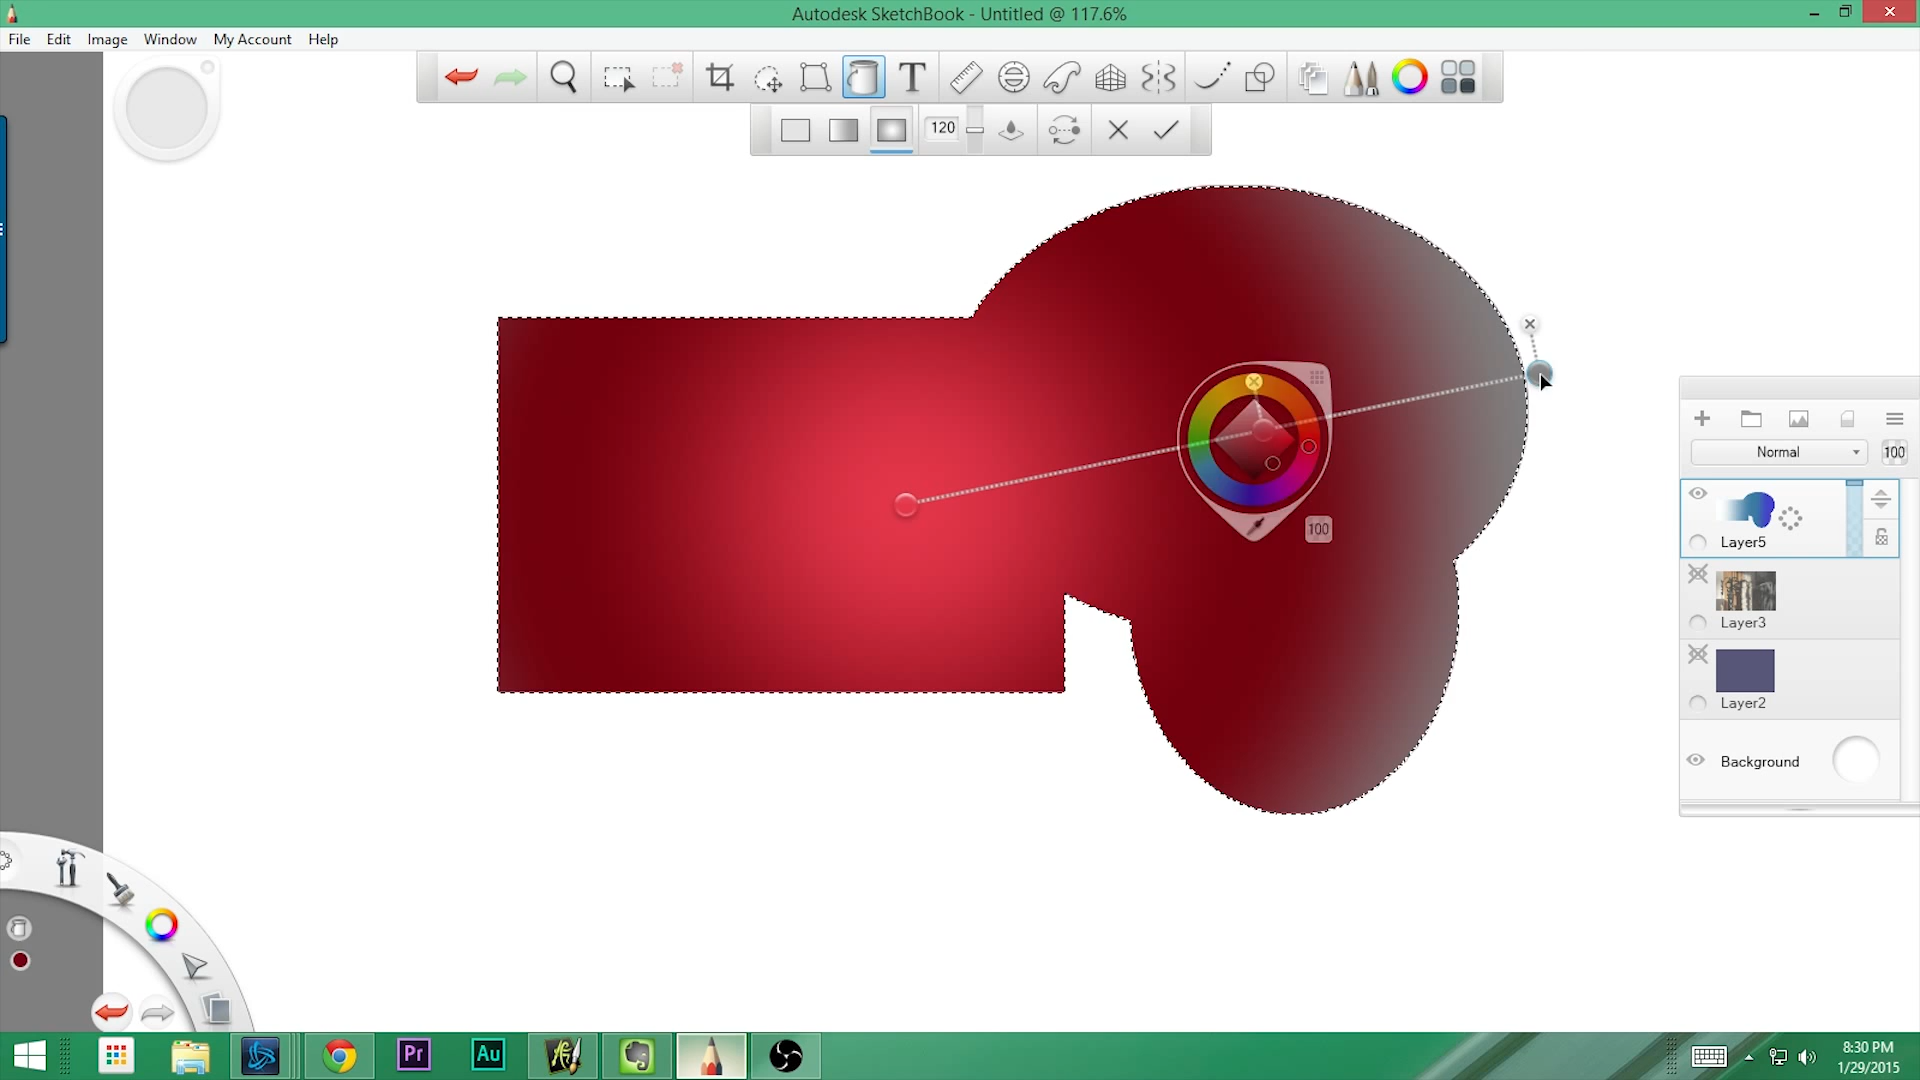 Autodesk SketchBook - Untitled @ 117.6%
File Edit Image Window My Account Help
T
120
100
Normal 100
Layer5
Layer3
Layer2
Background
Pr Au
8:30 PM
1/29/2015